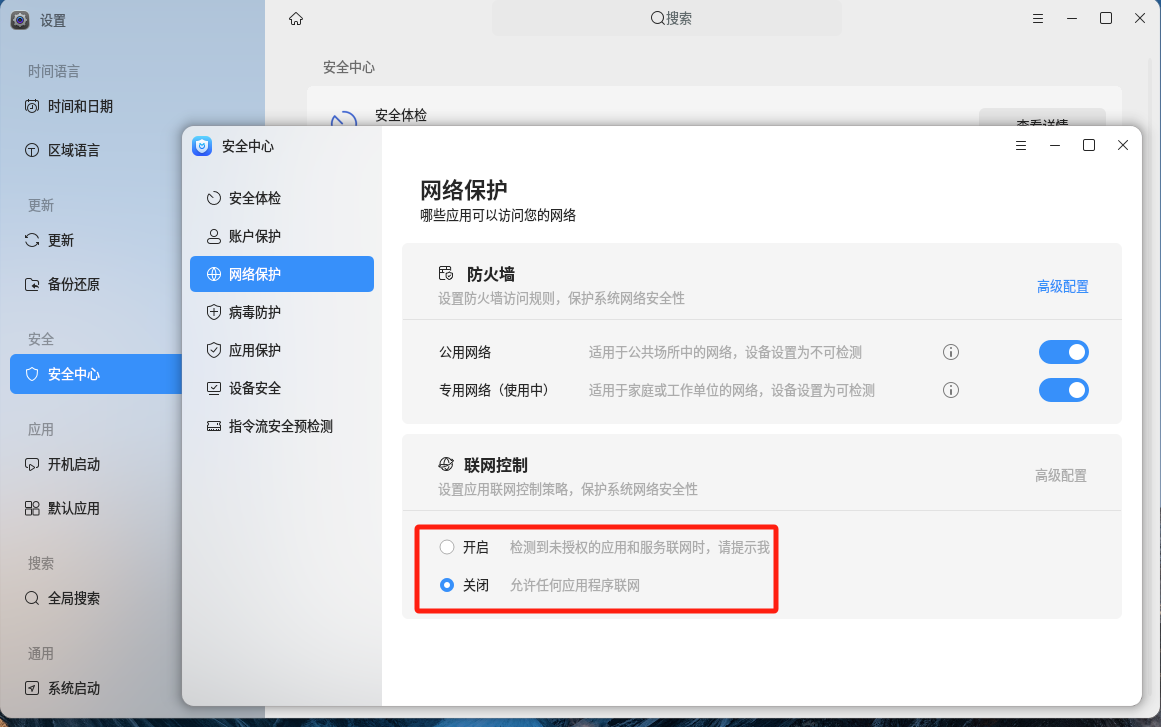 设置
搜索
时间语言
时间和日期
区域语言
更新
更新
备份还原
安全
安全中心
应用
开机启动
默认应用
搜索
全局搜索
通用
系统启动
安全中心
安全体检
查看详情
安全中心
安全体检
账户保护
网络保护
病毒防护
应用保护
设备安全
指令流安全预检测
网络保护
哪些应用可以访问您的网络
防火墙
设置防火墙访问规则，保护系统网络安全性
高级配置
公用网络 适用于公共场所中的网络，设备设置为不可检测
专用网络（使用中） 适用于家庭或工作单位的网络，设备设置为可检测
联网控制
设置应用联网控制策略，保护系统网络安全性
高级配置
开启 检测到未授权的应用和服务联网时，请提示我
关闭 允许任何应用程序联网